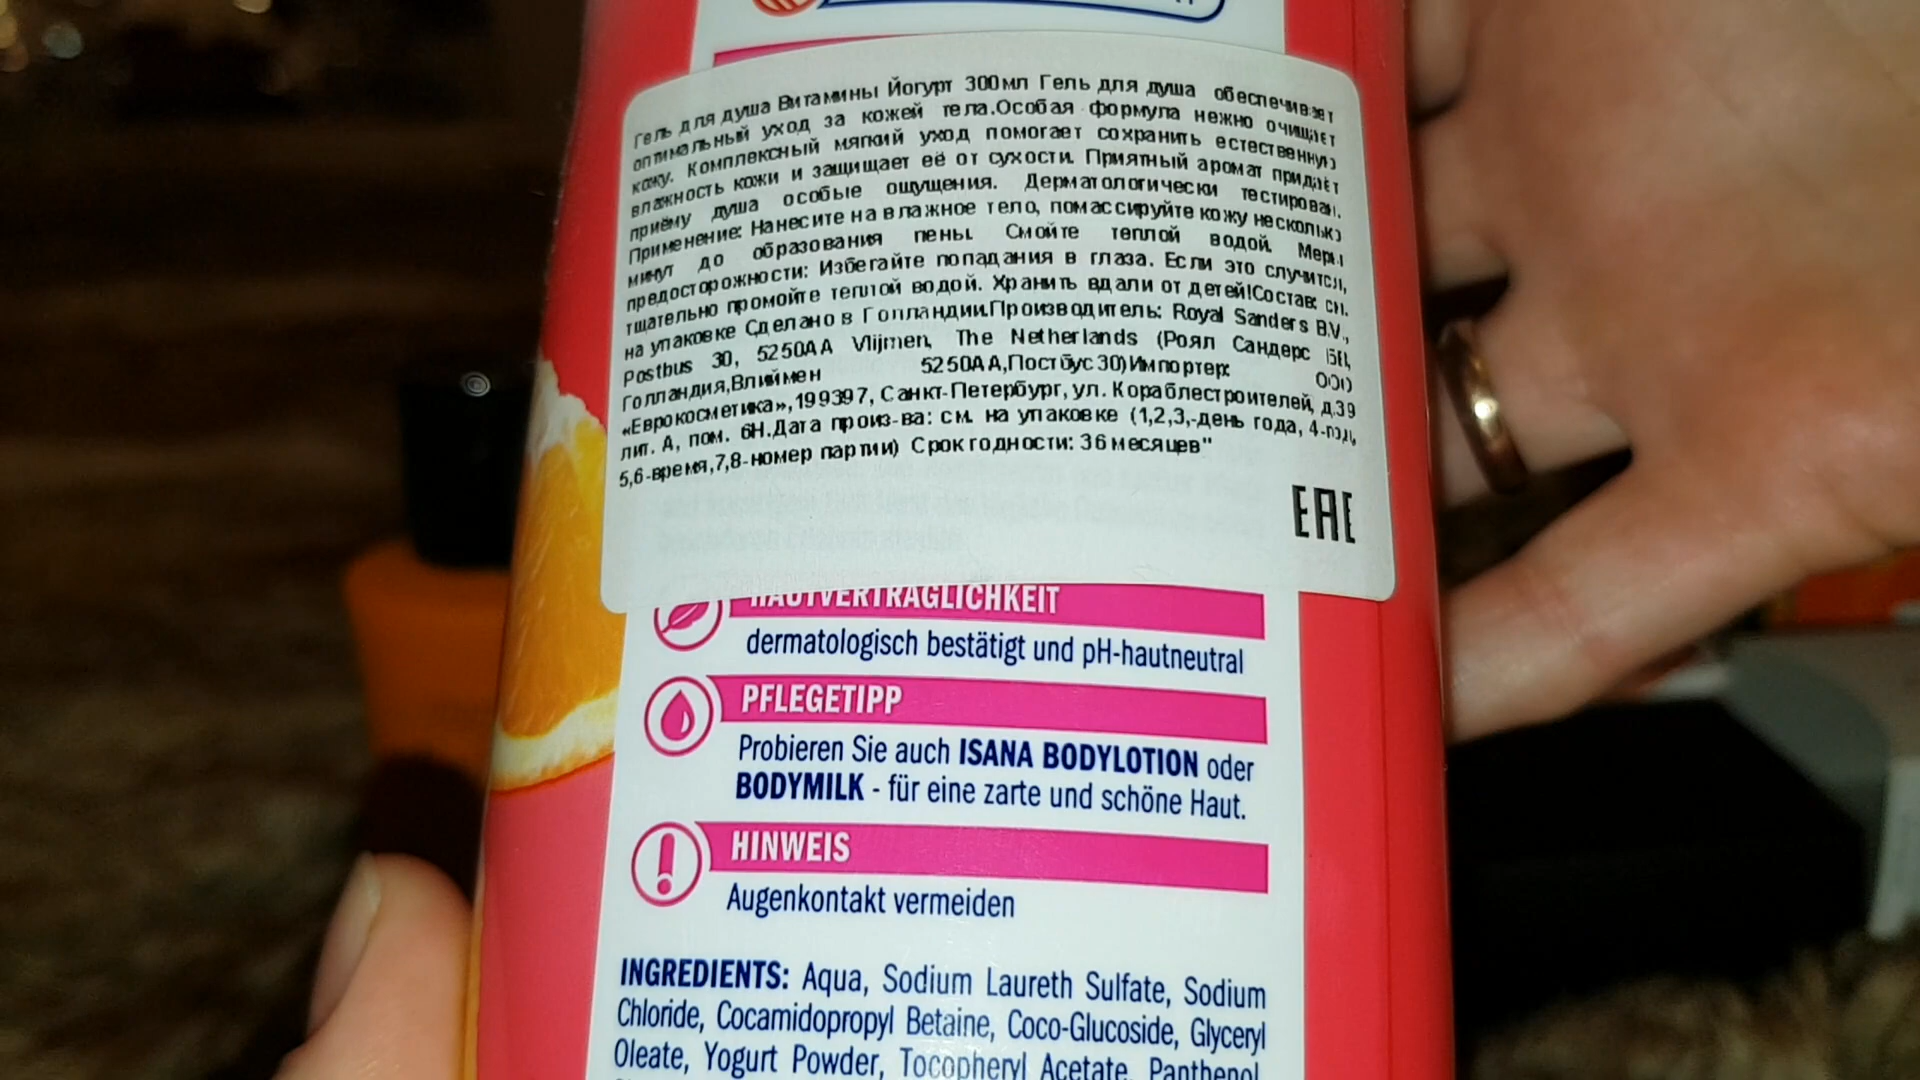 Гель для душа Витамины Йогурт 300мл Гель для душа обеспечивает
оптимальный уход за кожей тела.Особая формула нежно очищает
кожу. Комплексный мягкий уход помогает сохранить естественную
влажность кожи и защищает её от сухости. Приятный аромат придаёт
приёму душа особые ощущения. Дерматологически тестирован.
Применение: Нанесите на влажное тело, помассируйте кожу несколько
минут до образования пены. Смойте теплой водой. Меры
предосторожности: Избегайте попадания в глаза. Если это случится,
тщательно промойте теплой водой. Хранить вдали от детей!Состав: см.
на упаковке Сделано в Голландии.Производитель: Royal Sanders B.V.,
Postbus 30, 5250AA Vlijmen, The Netherlands (Роял Сандерс
Голландия,Влиймен 5250АА,Постбус 30)Импортер: ООО
«Еврокосметика»,199397, Санкт-Петербург, ул. Кораблестроителей, д.39
лит. А, пом. 6Н.Дата произ-ва: см. на упаковке (1,2,3,-день года, 4-год,
5,6-время,7,8-номер партии) Срок годности: 36 месяцев"
EAC
HAUTVERTRÄGLICHKEIT
dermatologisch bestätigt und pH-hautneutral
PFLEGETIPP
Probieren Sie auch ISANA BODYLOTION oder
BODYMILK - für eine zarte und schöne Haut.
HINWEIS
Augenkontakt vermeiden
INGREDIENTS: Aqua, Sodium Laureth Sulfate, Sodium
Chloride, Cocamidopropyl Betaine, Coco-Glucoside, Glyceryl
Oleate, Yogurt Powder, Tocopheryl Acetate, Panthenol,